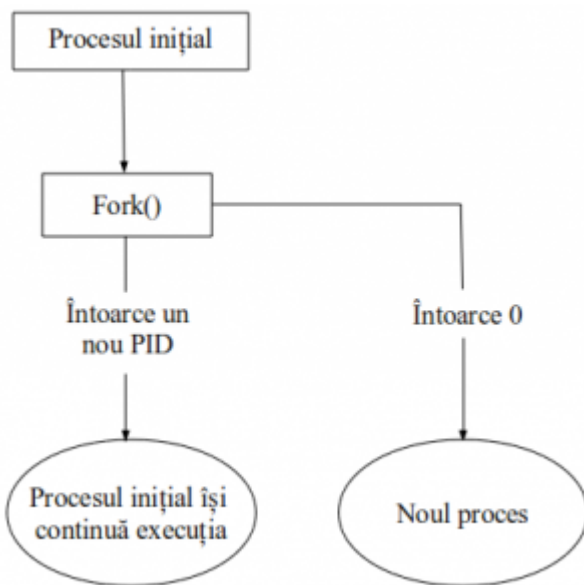 Procesul inițial
Fork()
Întoarce un
nou PID
Întoarce 0
Procesul inițial își
continuă execuția
Noul proces